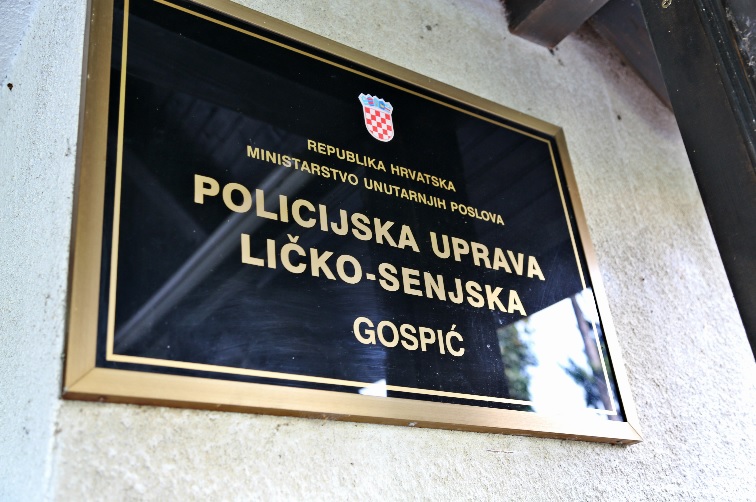 REPUBLIKA HRVATSKA
MINISTARSTVO UNUTARNJIH POSLOVA
POLICIJSKA UPRAVA
LIČKO-SENJSKA
GOSPIĆ